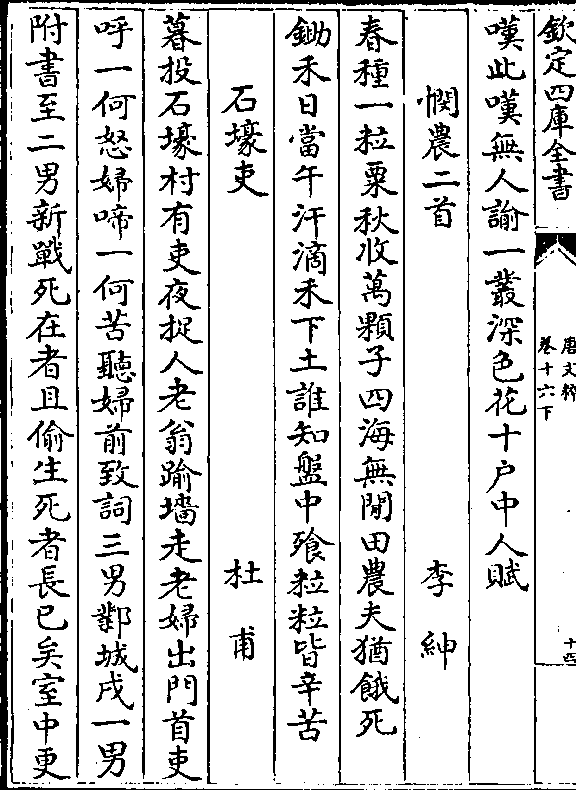 欽定四庫全書
唐文粹
卷十六下
十四
嘆此嘆無人諭一叢深色花十户中人賦
憫農二首 李紳
春種一粒粟秋收萬顆子四海無閒田農夫猶餓死
鋤禾日當午汗滴禾下土誰知盤中飱粒粒皆辛苦
石壕吏 杜甫
暮投石壕村有吏夜捉人老翁踰墻走老婦出門首吏
呼一何怒婦啼一何苦聽婦前致詞三男鄴城戍一男
附書至二男新戰死在者且偷生死者長已矣室中更